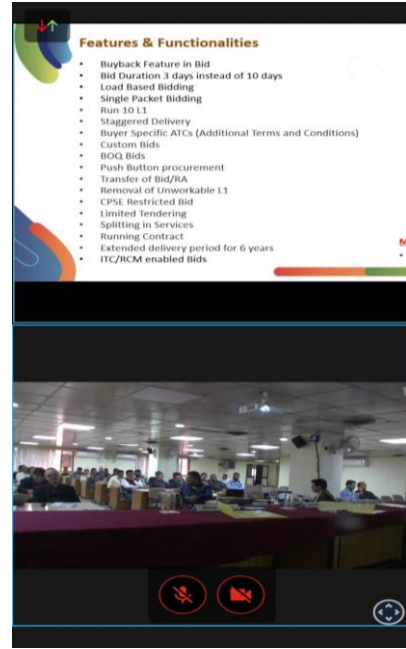 Features & Functionalities
• Buyback Feature in Bid
• Bid Duration 3 days instead of 10 days
• Load Based Bidding
• Single Packet Bidding
• Run 10 L1
• Staggered Delivery
• Buyer Specific ATCs (Additional Terms and Conditions)
• Custom Bids
• BOQ Bids
• Push Button procurement
• Transfer of Bid/RA
• Removal of Unworkable L1
• CPSE Restricted Bid
• Limited Tendering
• Splitting in Services
• Running Contract
• Extended delivery period for 6 years
• ITC/RCM enabled Bids
M